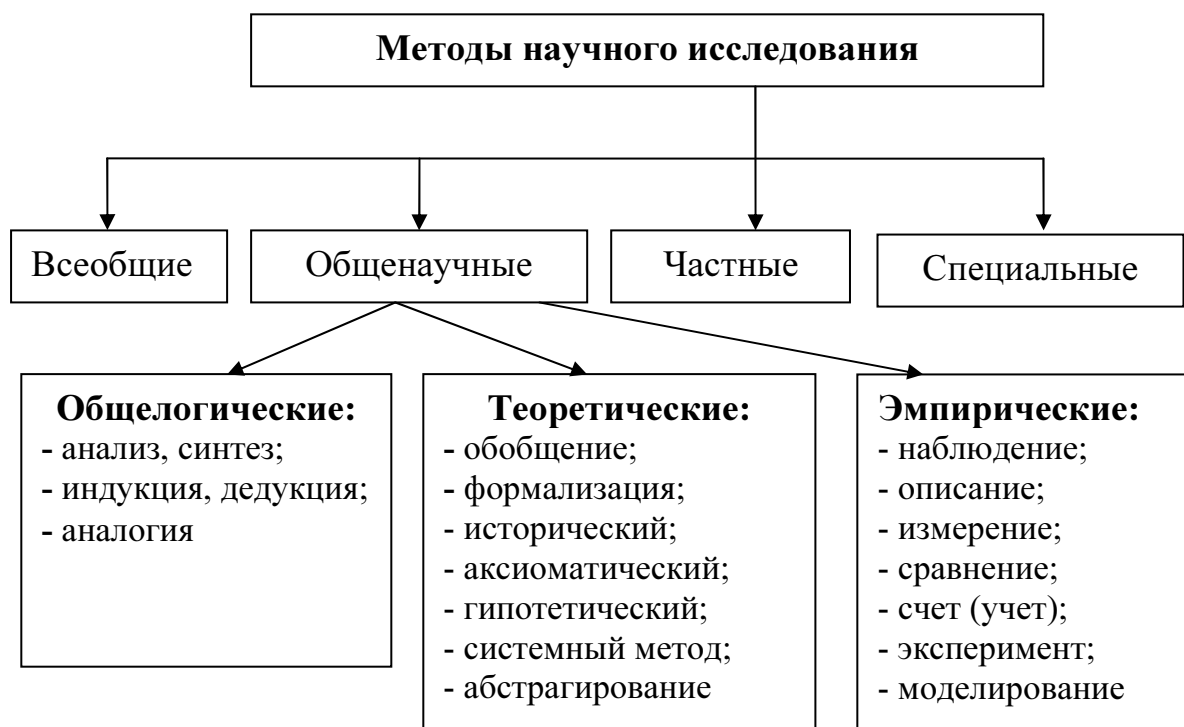 Методы научного исследования
Всеобщие
Общенаучные
Частные
Специальные
Общелогические:
- анализ, синтез;
- индукция, дедукция;
- аналогия
Теоретические:
- обобщение;
- формализация;
- исторический;
- аксиоматический;
- гипотетический;
- системный метод;
- абстрагирование
Эмпирические:
- наблюдение;
- описание;
- измерение;
- сравнение;
- счет (учет);
- эксперимент;
- моделирование